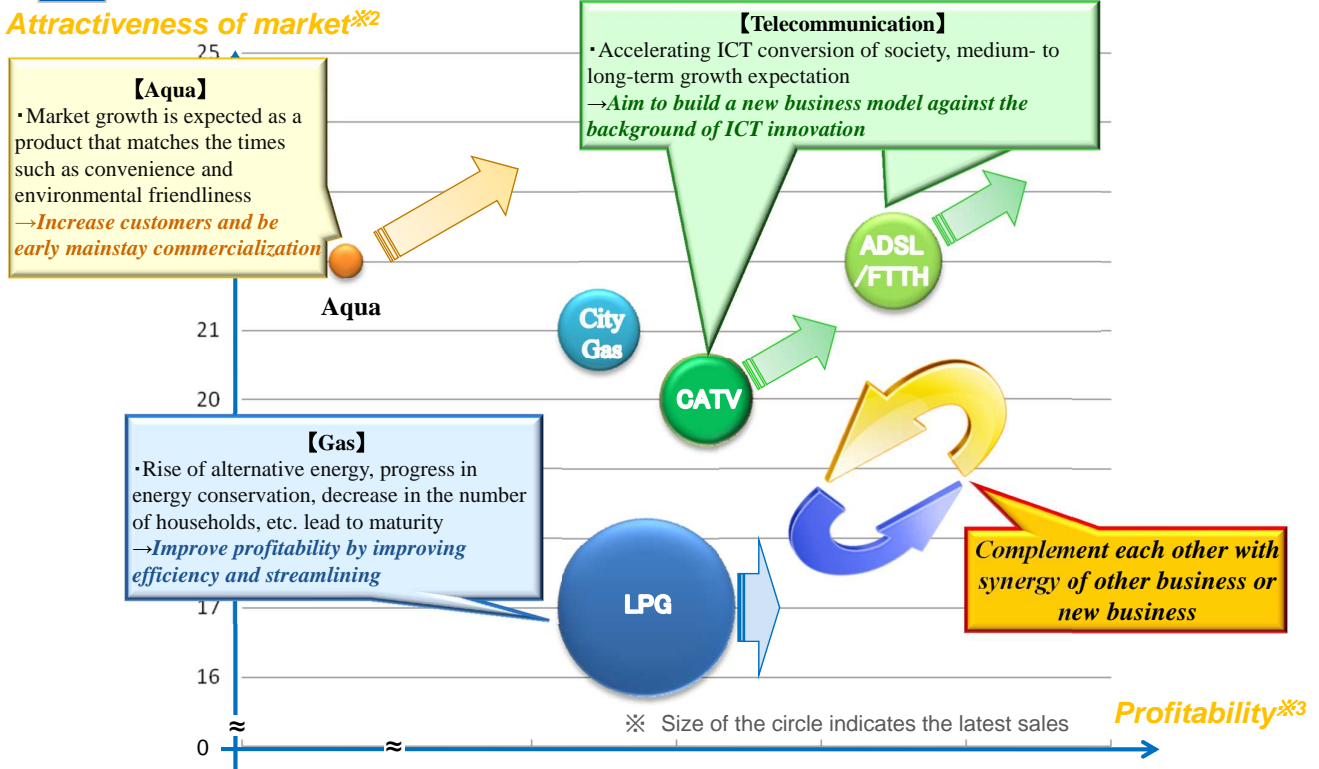 Attractiveness of market※2
25
【Telecommunication】
・Accelerating ICT conversion of society, medium- to
long-term growth expectation
→Aim to build a new business model against the
background of ICT innovation
【Aqua】
・Market growth is expected as a
product that matches the times
such as convenience and
environmental friendliness
→Increase customers and be
early mainstay commercialization
Aqua
ADSL
/FTTH
21
City
Gas
20
CATV
【Gas】
・Rise of alternative energy, progress in
energy conservation, decrease in the number
of households, etc. lead to maturity
→Improve profitability by improving
efficiency and streamlining
Complement each other with
synergy of other business or
new business
17
LPG
16
※ Size of the circle indicates the latest sales
Profitability※3
≈
≈
0